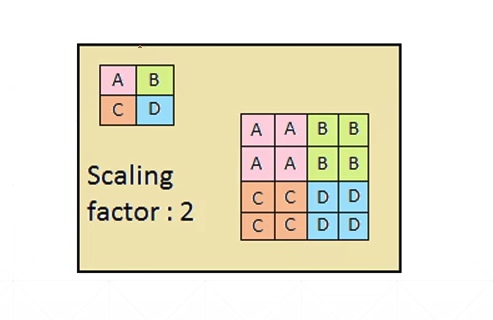 A B
C D
A A B B
A A B B
C C D D
C C D D
Scaling
factor : 2